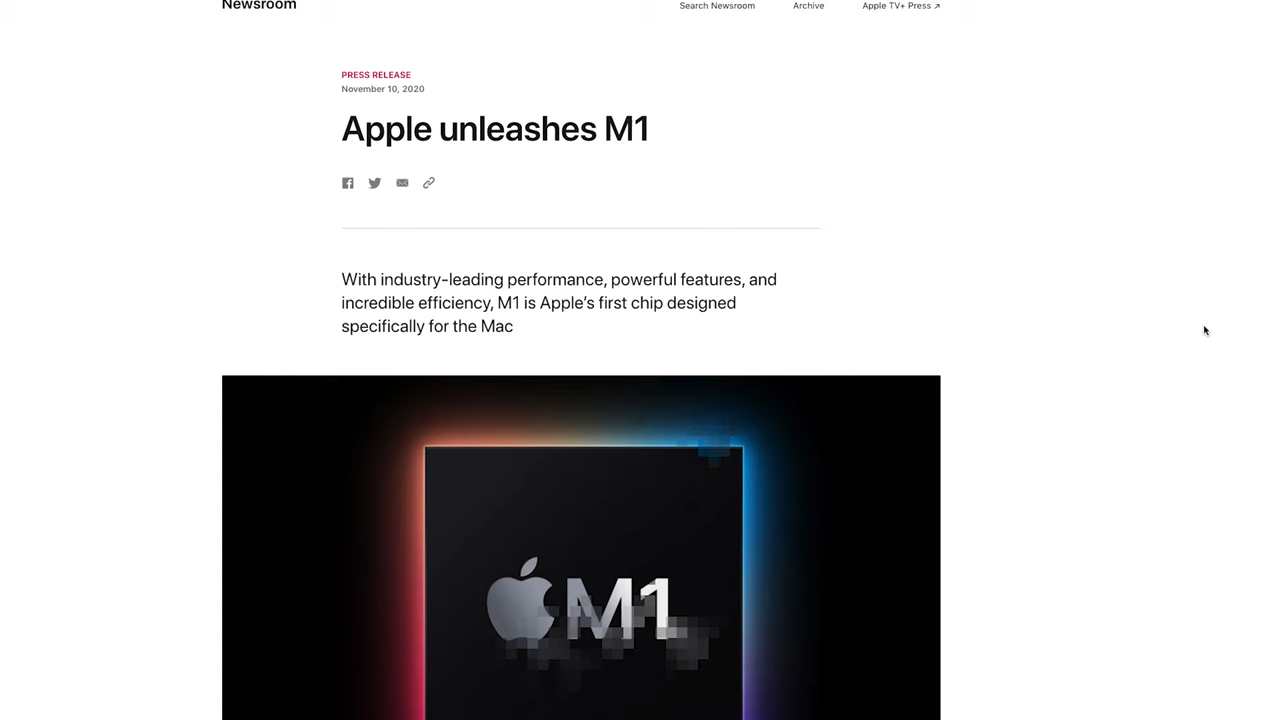 Newsroom
Search Newsroom Archive Apple TV+ Press ↗
PRESS RELEASE
November 10, 2020
Apple unleashes M1
With industry-leading performance, powerful features, and
incredible efficiency, M1 is Apple’s first chip designed
specifically for the Mac
M1